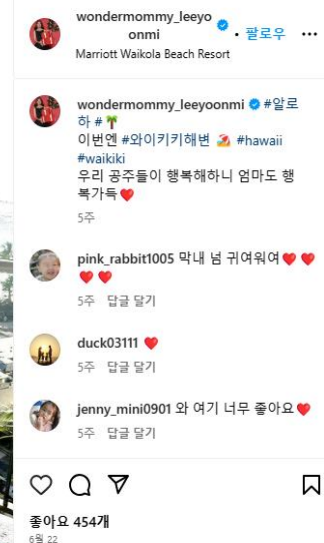 wondermommy_leeyo
onmi • 팔로우 •••
Marriott Waikola Beach Resort
wondermommy_leeyoonmi #알로
하 #🌴
이번엔 #와이키키해변 🏖️ #hawaii
#waikiki
우리 공주들이 행복해하니 엄마도 행
복가득❤️
5주
pink_rabbit1005 막내 넘 귀여워여❤️❤️
❤️❤️
5주 답글 달기
duck03111 ❤️
5주 답글 달기
jenny_mini0901 와 여기 너무 좋아요❤️
5주 답글 달기
좋아요 454개
6월 22